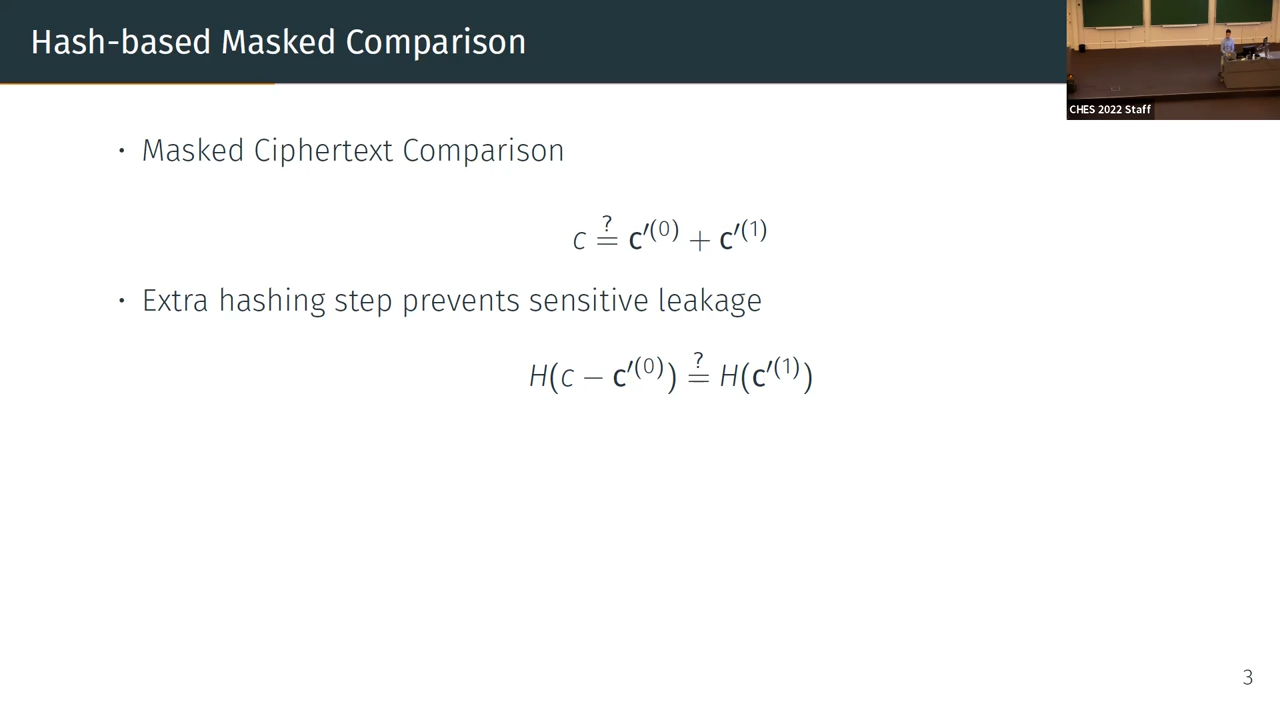 Hash-based Masked Comparison
CHES 2022 Staff
• Masked Ciphertext Comparison
c ≟ c′⁽⁰⁾ + c′⁽¹⁾
• Extra hashing step prevents sensitive leakage
H(c − c′⁽⁰⁾) ≟ H(c′⁽¹⁾)
3